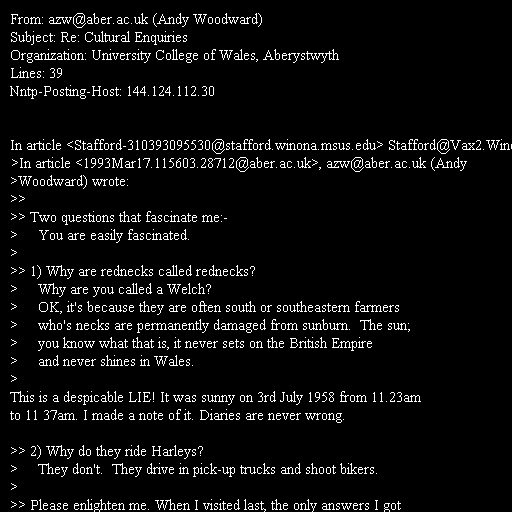 From: azw@aber.ac.uk (Andy Woodward)
Subject: Re: Cultural Enquiries
Organization: University College of Wales, Aberystwyth
Lines: 39
Nntp-Posting-Host: 144.124.112.30
In article <Stafford-310393095530@stafford.winona.msus.edu> Stafford@Vax2.Win
>In article <1993Mar17.115603.28712@aber.ac.uk>, azw@aber.ac.uk (Andy
>Woodward) wrote:
>>
>> Two questions that fascinate me:-
> You are easily fascinated.
>
>> 1) Why are rednecks called rednecks?
> Why are you called a Welch?
> OK, it's because they are often south or southeastern farmers
> who's necks are permanently damaged from sunburn. The sun;
> you know what that is, it never sets on the British Empire
> and never shines in Wales.
>
This is a despicable LIE! It was sunny on 3rd July 1958 from 11.23am
to 11 37am. I made a note of it. Diaries are never wrong.
>> 2) Why do they ride Harleys?
> They don't. They drive in pick-up trucks and shoot bikers.
>
>> Please enlighten me. When I visited last, the only answers I got